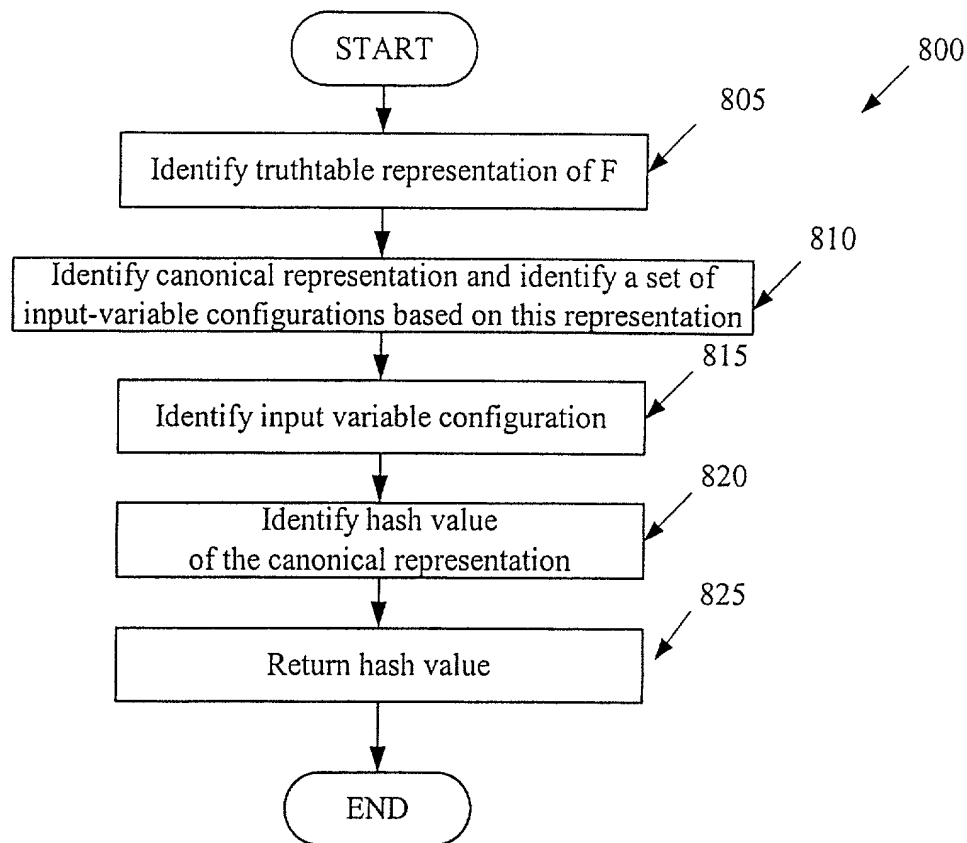 START
800
805
Identify truthtable representation of F
810
Identify canonical representation and identify a set of
input-variable configurations based on this representation
815
Identify input variable configuration
820
Identify hash value
of the canonical representation
825
Return hash value
END